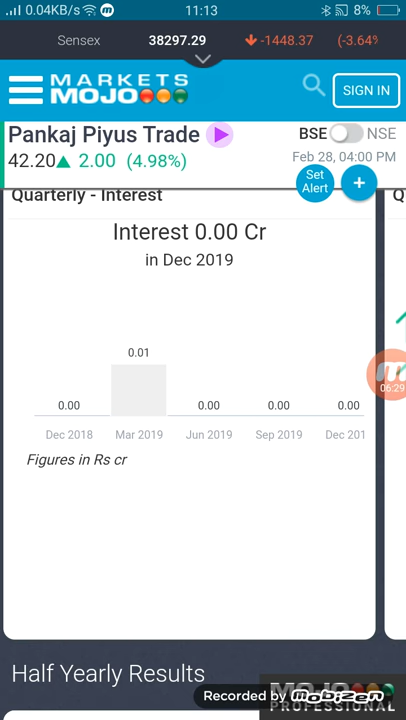 0.04KB/s 11:13 8%
Sensex 38297.29 -1448.37 (-3.64%
MARKETS
MOJO SIGN IN
Pankaj Piyus Trade BSE NSE
42.20 2.00 (4.98%) Feb 28, 04:00 PM
Set
Alert +
Quarterly - Interest Q
Interest 0.00 Cr
in Dec 2019
0.01
0.00 0.00 0.00 0.00
06:29
Dec 2018 Mar 2019 Jun 2019 Sep 2019 Dec 201
Figures in Rs cr
Half Yearly Results
MOJO
Recorded by Mobizen
PROFESSIONAL